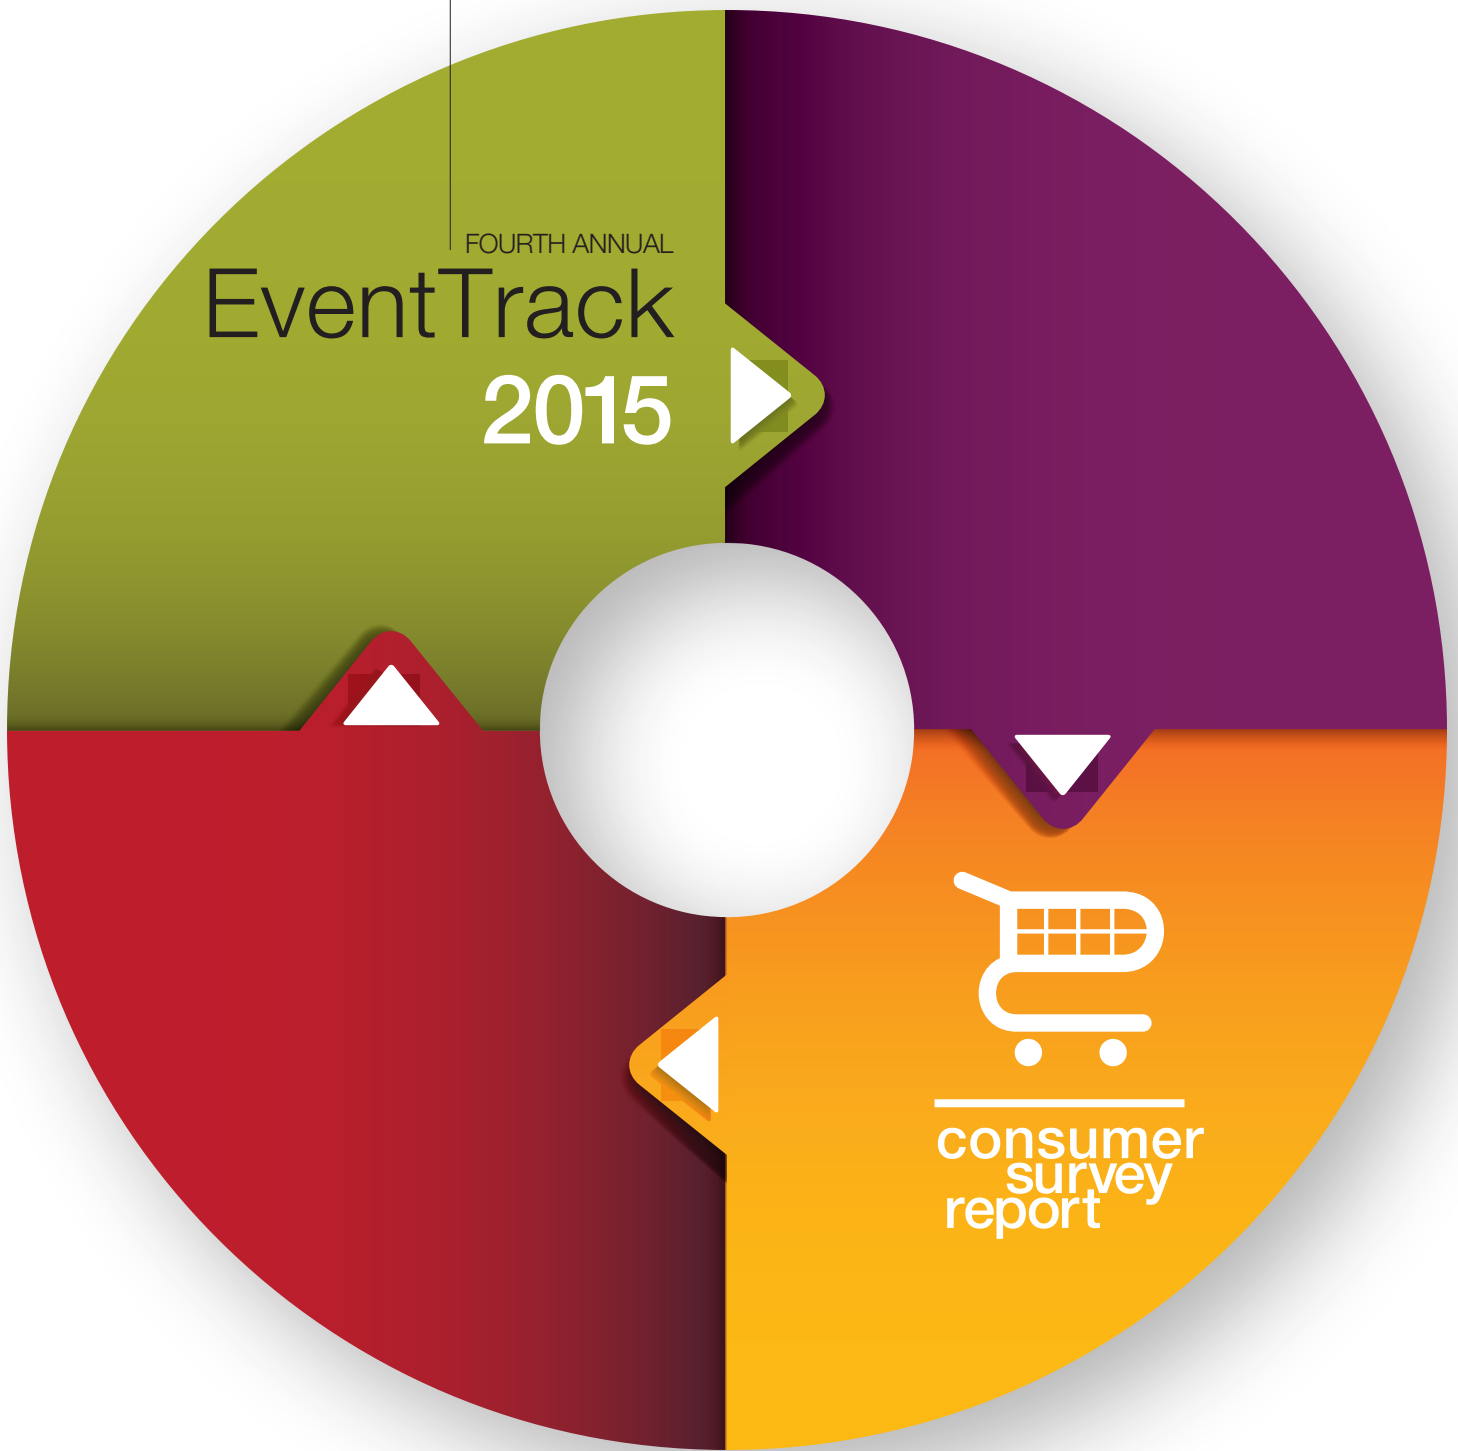 FOURTH ANNUAL
EventTrack
2015
consumer
survey
report